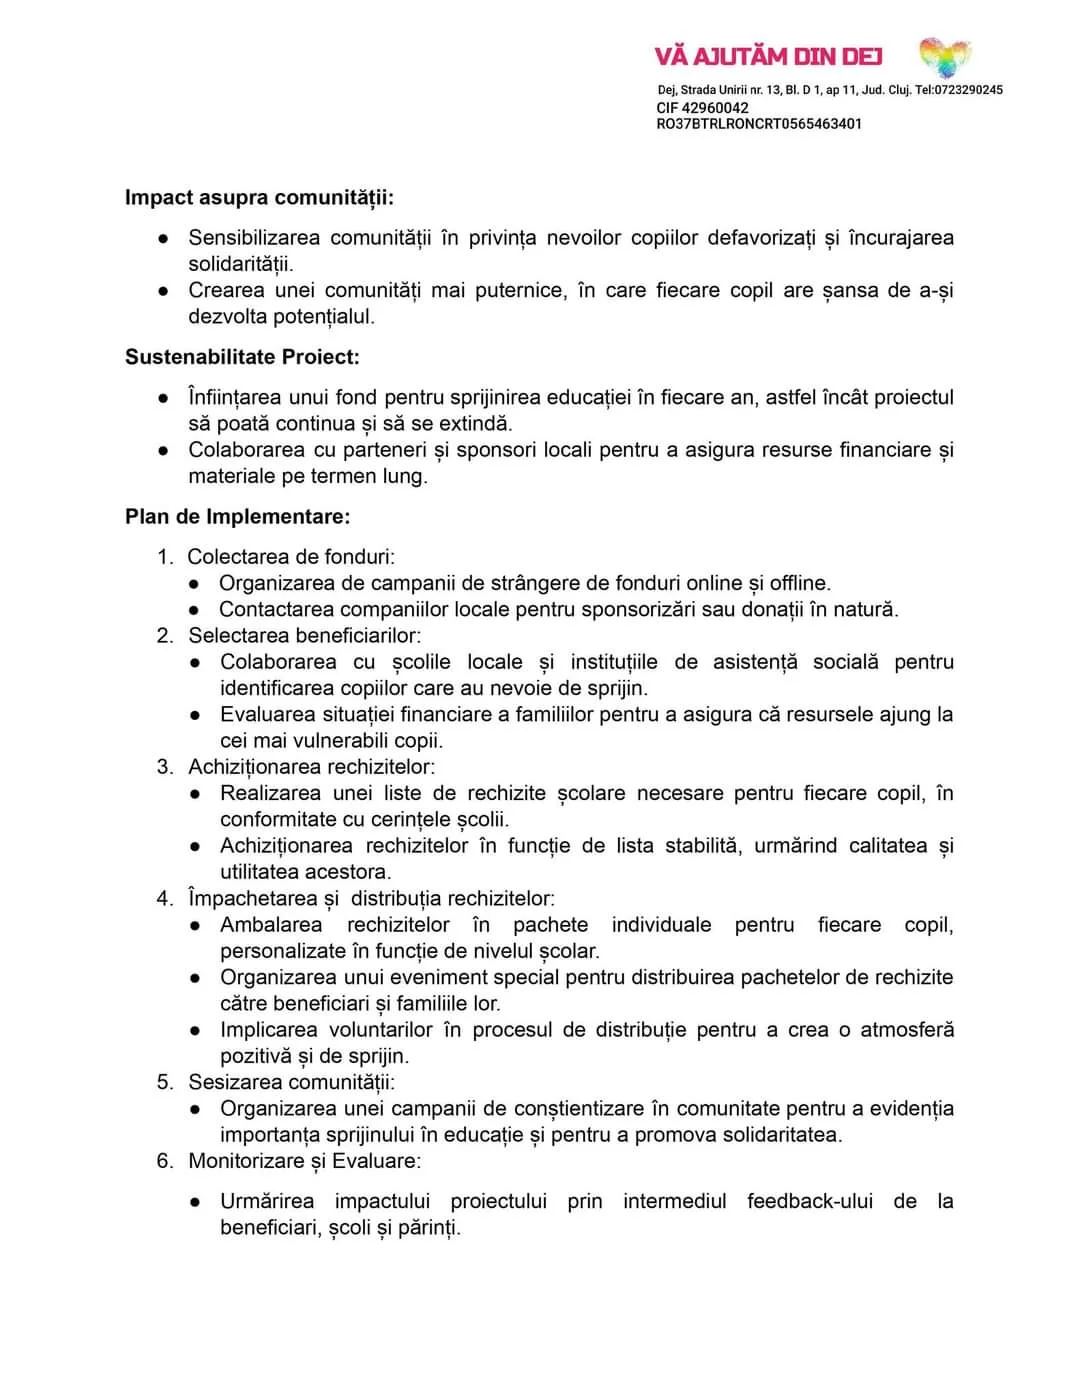 VĂ AJUTĂM DIN DEJ
Dej, Strada Unirii nr. 13, Bl. D 1, ap 11, Jud. Cluj. Tel:0723290245
CIF 42960042
RO37BTRLRONCRT0565463401
Impact asupra comunității:
● Sensibilizarea comunității în privința nevoilor copiilor defavorizați și încurajarea
solidarității.
● Crearea unei comunități mai puternice, în care fiecare copil are șansa de a-și
dezvolta potențialul.
Sustenabilitate Proiect:
● Înființarea unui fond pentru sprijinirea educației în fiecare an, astfel încât proiectul
să poată continua și să se extindă.
● Colaborarea cu parteneri și sponsori locali pentru a asigura resurse financiare și
materiale pe termen lung.
Plan de Implementare:
1. Colectarea de fonduri:
● Organizarea de campanii de strângere de fonduri online și offline.
● Contactarea companiilor locale pentru sponsorizări sau donații în natură.
2. Selectarea beneficiarilor:
● Colaborarea cu școlile locale și instituțiile de asistență socială pentru
identificarea copiilor care au nevoie de sprijin.
● Evaluarea situației financiare a familiilor pentru a asigura că resursele ajung la
cei mai vulnerabili copii.
3. Achiziționarea rechizitelor:
● Realizarea unei liste de rechizite școlare necesare pentru fiecare copil, în
conformitate cu cerințele școlii.
● Achiziționarea rechizitelor în funcție de lista stabilită, urmărind calitatea și
utilitatea acestora.
4. Împachetarea și distribuția rechizitelor:
● Ambalarea rechizitelor în pachete individuale pentru fiecare copil,
personalizate în funcție de nivelul școlar.
● Organizarea unui eveniment special pentru distribuirea pachetelor de rechizite
către beneficiari și familiile lor.
● Implicarea voluntarilor în procesul de distribuție pentru a crea o atmosferă
pozitivă și de sprijin.
5. Sesizarea comunității:
● Organizarea unei campanii de conștientizare în comunitate pentru a evidenția
importanța sprijinului în educație și pentru a promova solidaritatea.
6. Monitorizare și Evaluare:
● Urmărirea impactului proiectului prin intermediul feedback-ului de la
beneficiari, școli și părinți.